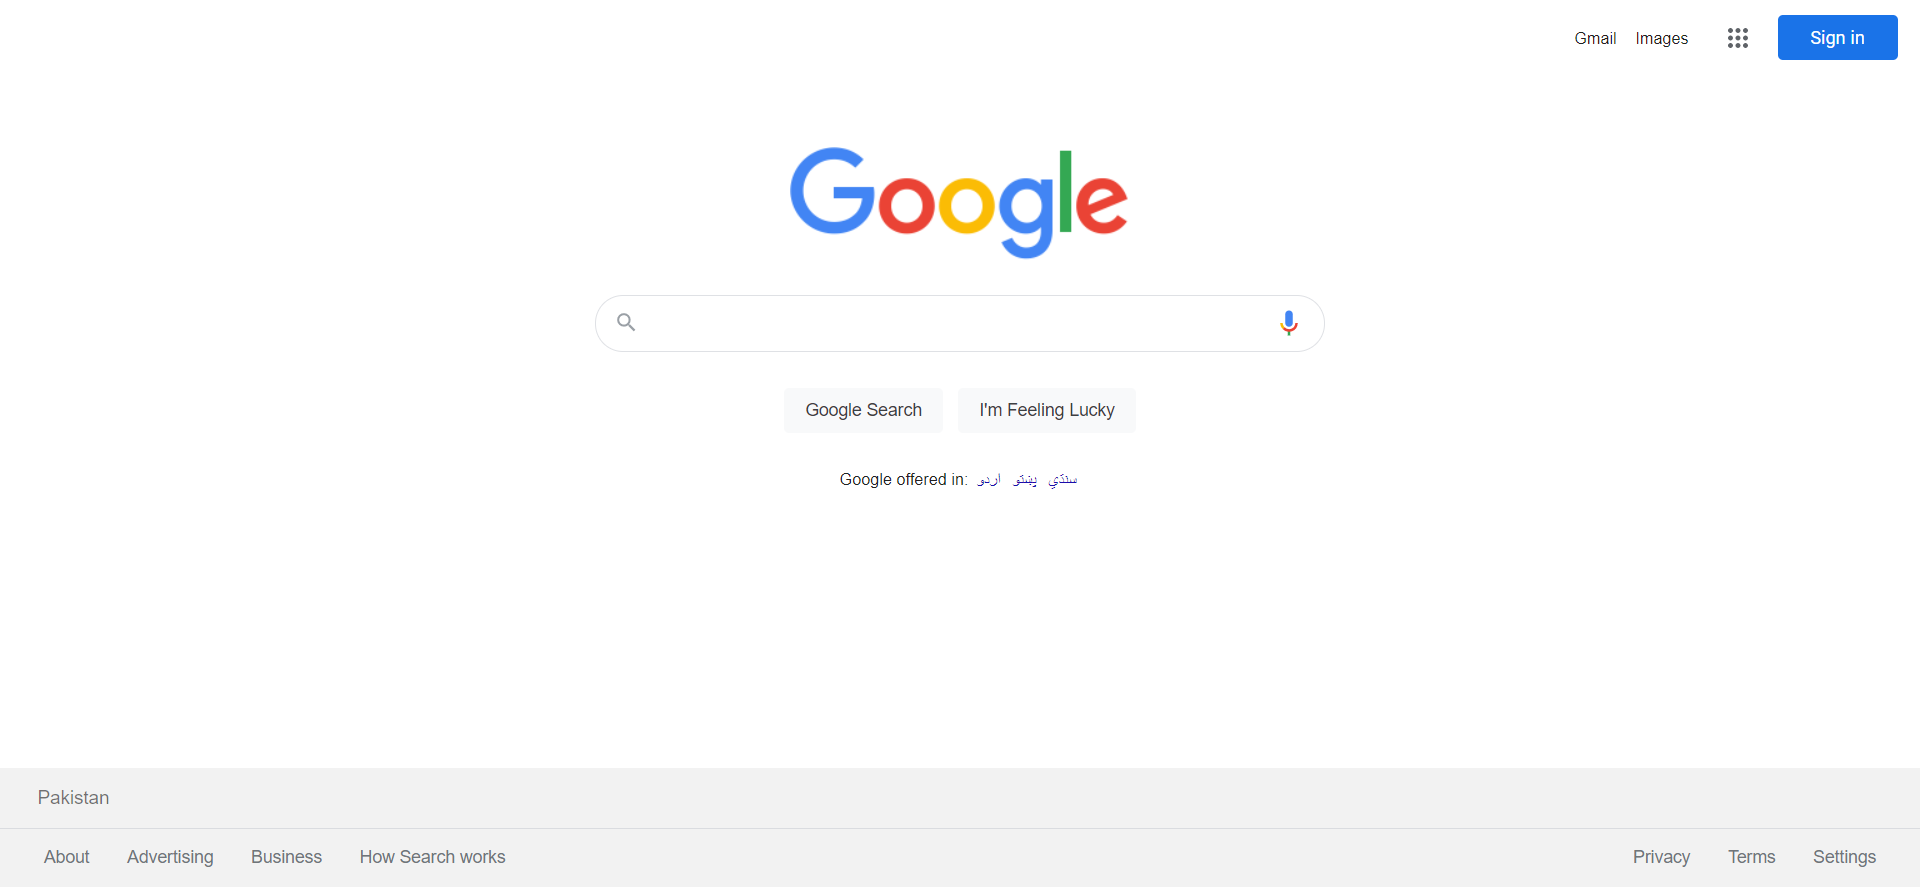 Gmail Images Sign in
Google
Google Search I'm Feeling Lucky
Google offered in: اردو پښتو سنڌي
Pakistan
About Advertising Business How Search works Privacy Terms Settings